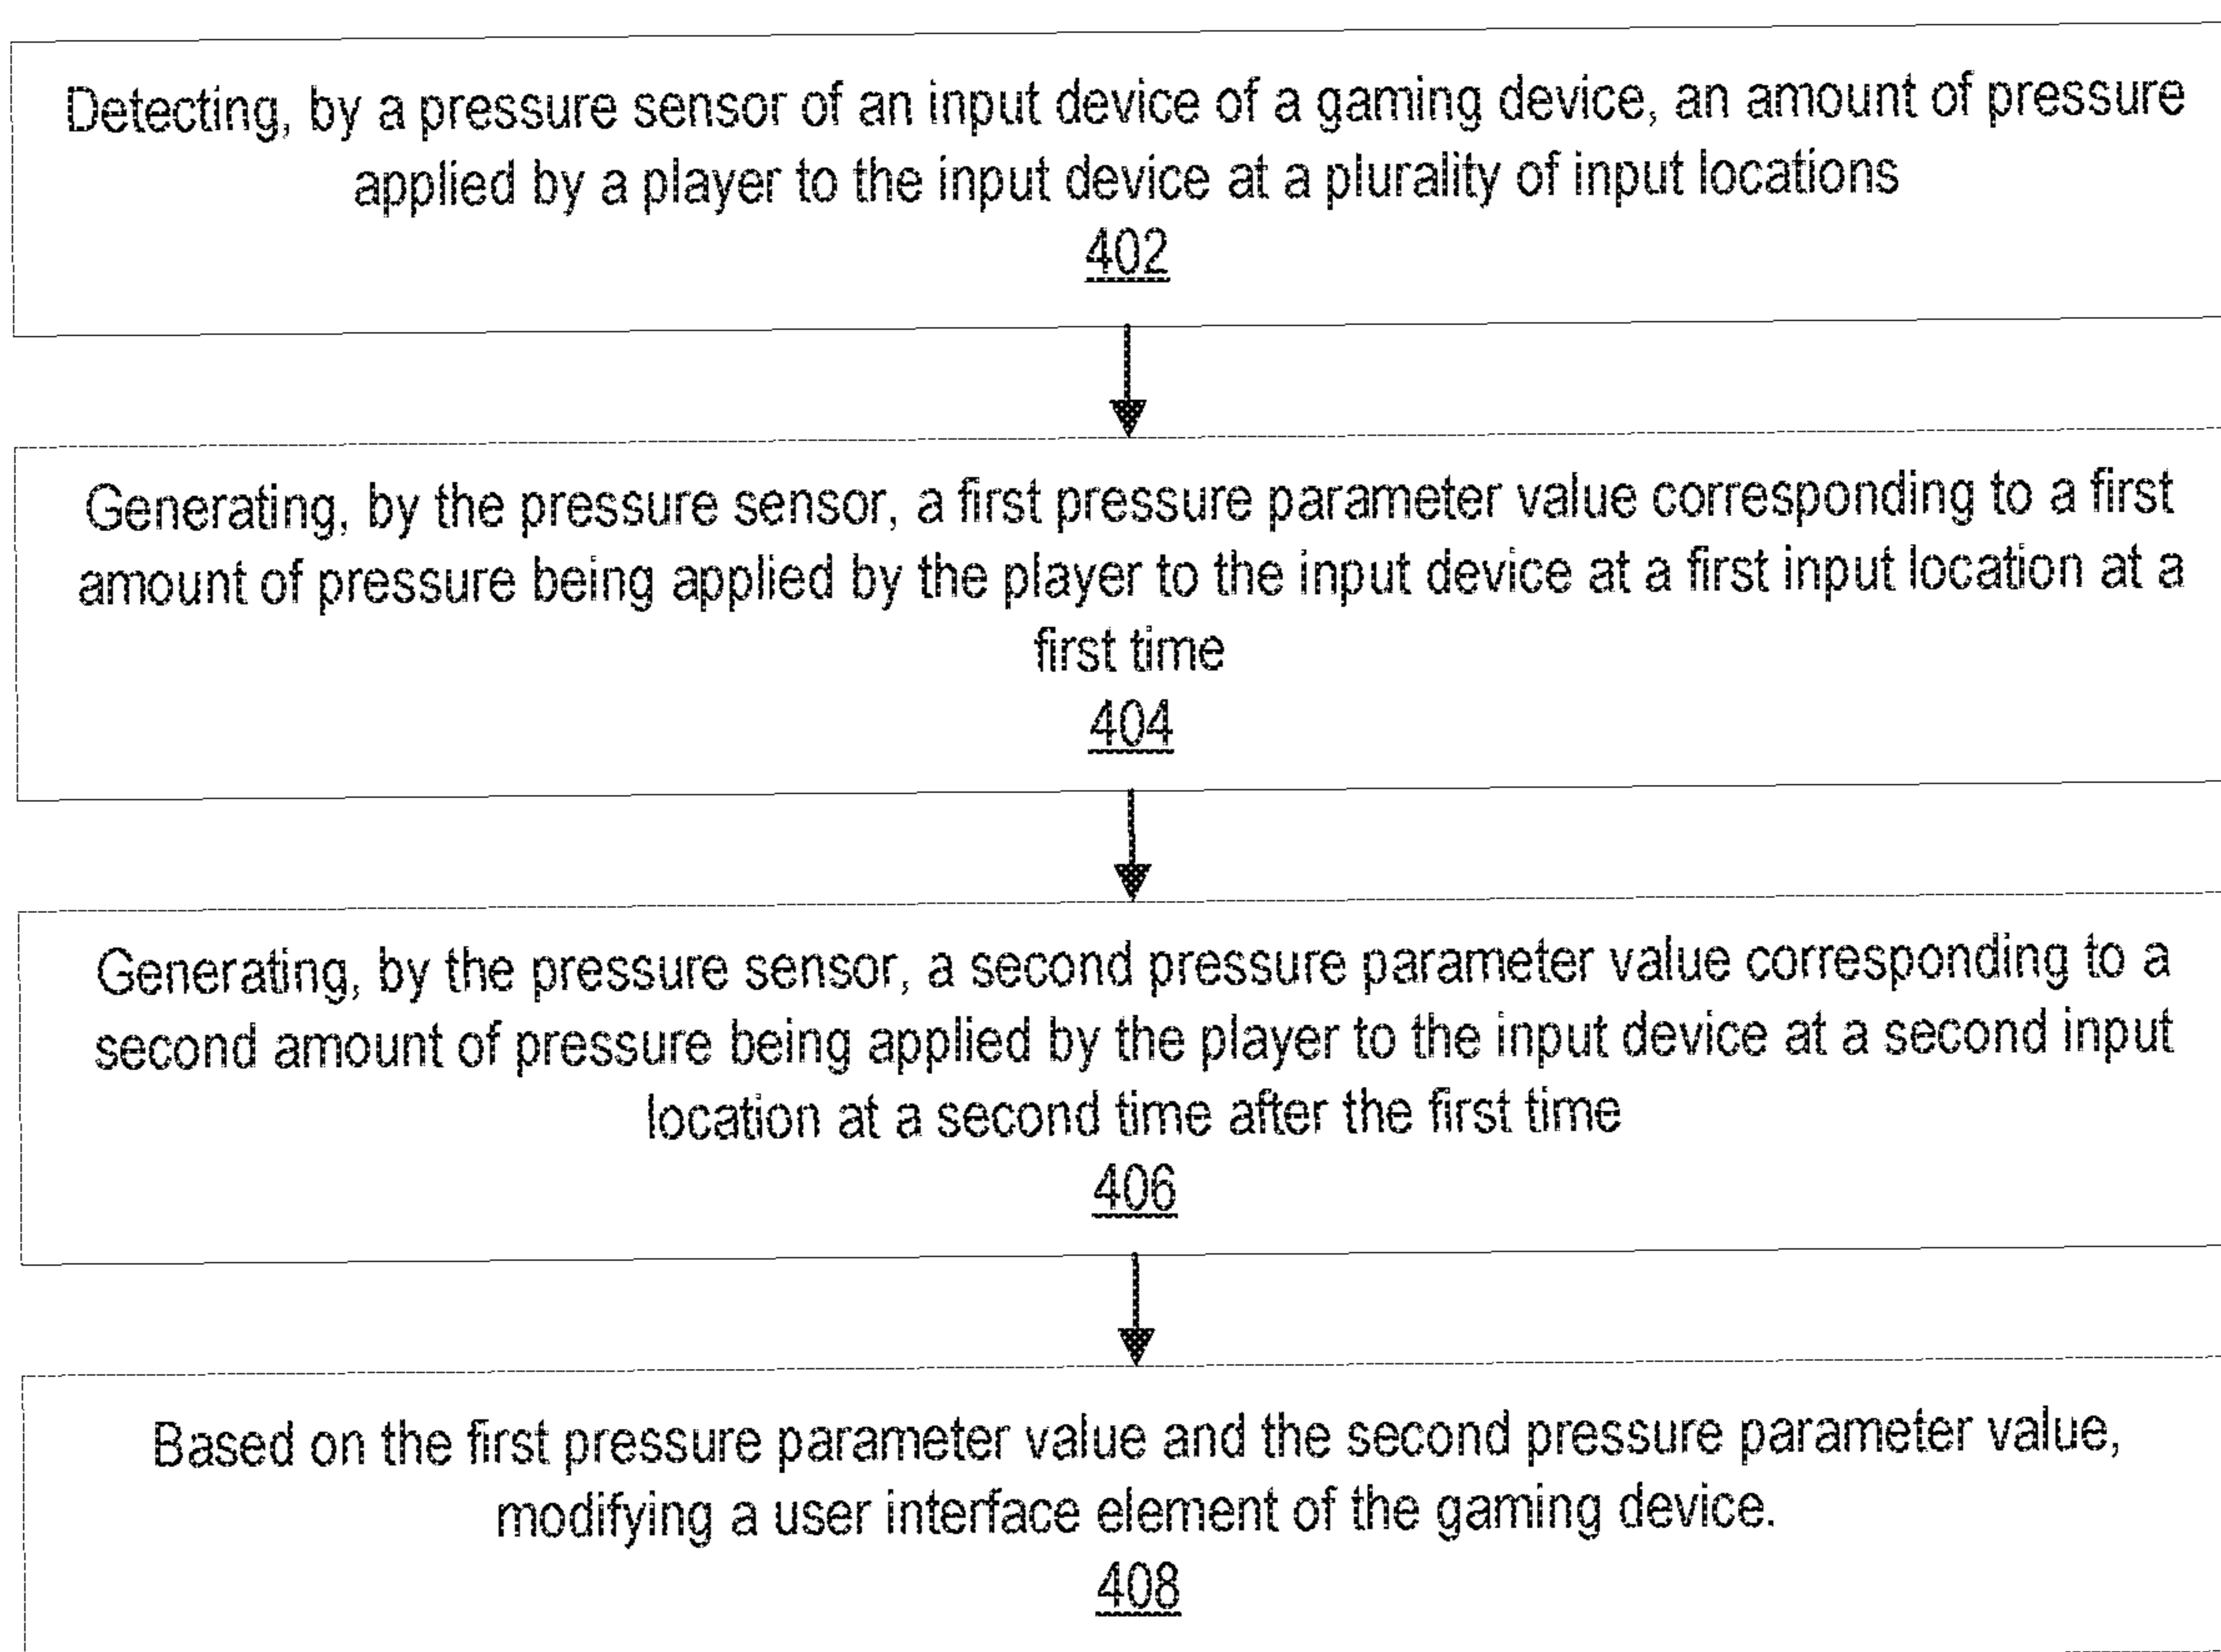 Detecting, by a pressure sensor of an input device of a gaming device, an amount of pressure
applied by a player to the input device at a plurality of input locations
402
Generating, by the pressure sensor, a first pressure parameter value corresponding to a first
amount of pressure being applied by the player to the input device at a first input location at a
first time
404
Generating, by the pressure sensor, a second pressure parameter value corresponding to a
second amount of pressure being applied by the player to the input device at a second input
location at a second time after the first time
406
Based on the first pressure parameter value and the second pressure parameter value,
modifying a user interface element of the gaming device.
408